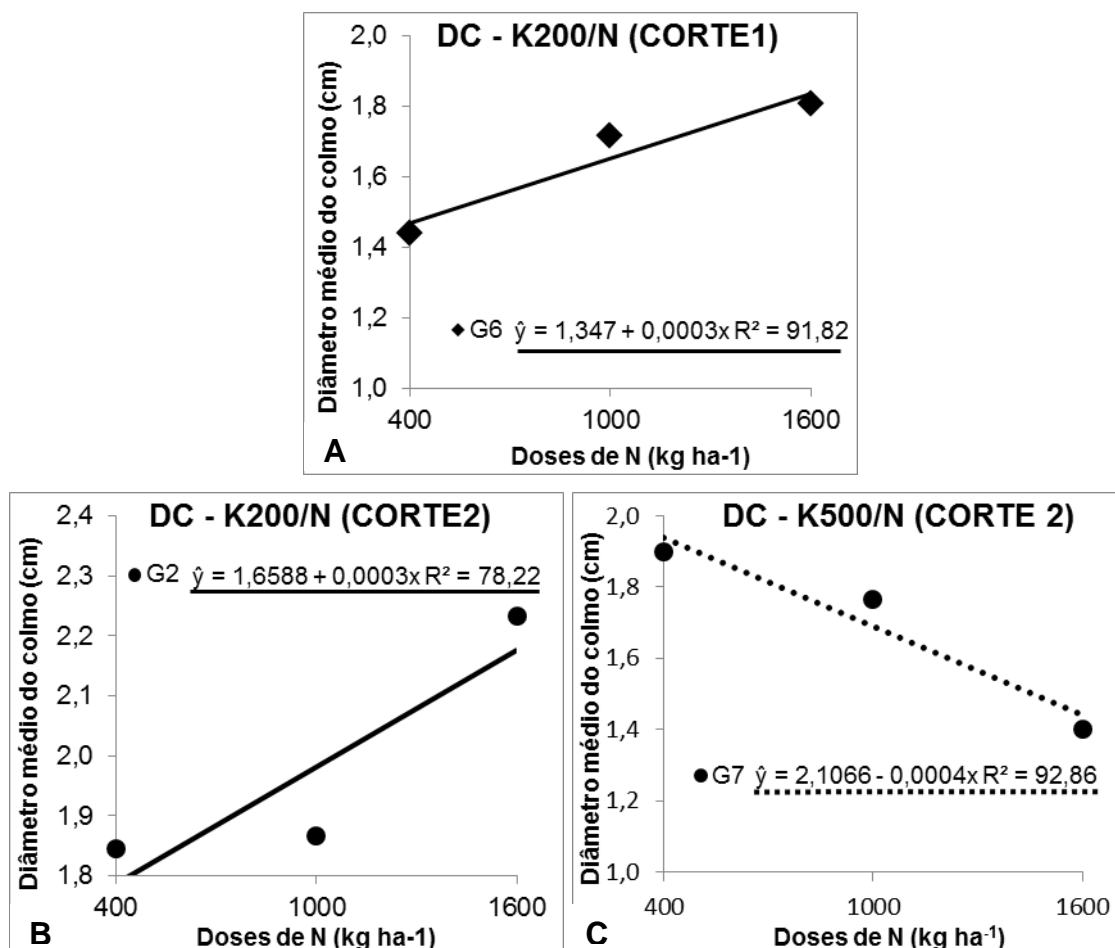 DC - K200/N (CORTE1)
Diâmetro médio do colmo (cm)
2,0
1,8
1,6
1,4
1,2
1,0
G6 ŷ = 1,347 + 0,0003x R² = 91,82
400 1000 1600
A
Doses de N (kg ha-1)
DC - K200/N (CORTE2)
Diâmetro médio do colmo (cm)
2,4
2,3
2,2
2,1
2,0
1,9
1,8
G2 ŷ = 1,6588 + 0,0003x R² = 78,22
400 1000 1600
B
Doses de N (kg ha-1)
DC - K500/N (CORTE 2)
Diâmetro médio do colmo (cm)
2,0
1,8
1,6
1,4
1,2
1,0
G7 ŷ = 2,1066 - 0,0004x R² = 92,86
400 1000 1600
C
Doses de N (kg ha⁻¹)